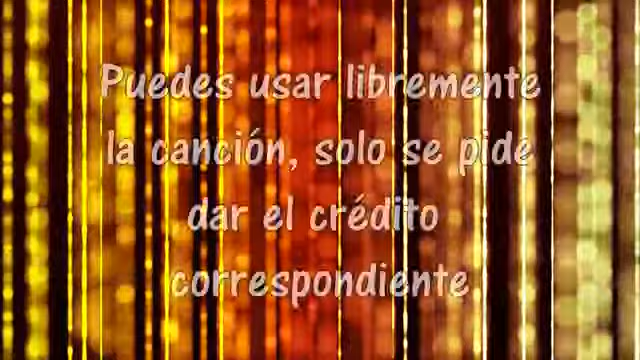 Puedes usar libremente
la canción, solo se pide
dar el crédito
correspondiente.